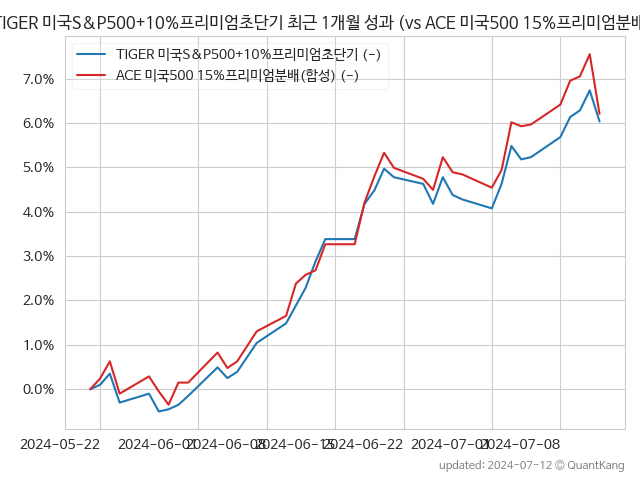 TIGER 미국S&P500+10%프리미엄초단기 최근 1개월 성과 (vs ACE 미국500 15%프리미엄분배
TIGER 미국S&P500+10%프리미엄초단기 (-)
ACE 미국500 15%프리미엄분배(합성) (-)
7.0%
6.0%
5.0%
4.0%
3.0%
2.0%
1.0%
0.0%
2024-05-22 2024-06-01 2024-06-08 2024-06-15 2024-06-22 2024-07-01 2024-07-08
updated: 2024-07-12 © QuantKang